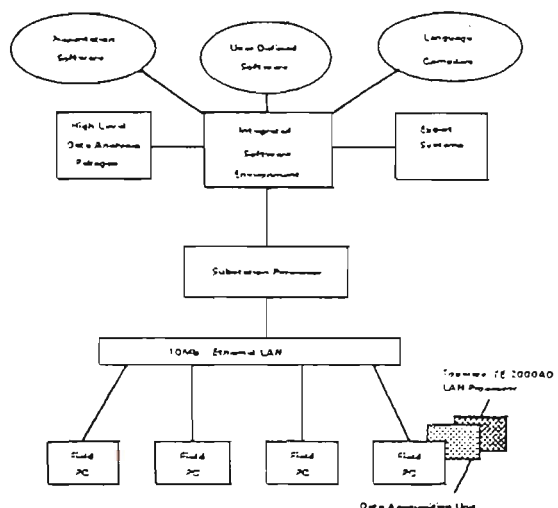 Presentation
Software
User Defined
Software
Language
Compilers
High Level
Data Analysis
Packages
Integrated
Software
Environment
Expert
Systems
Substation Processor
10Mb Ethernet LAN
LAN Processor
Field
PC
Field
PC
Field
PC
Field
PC
Data Acquisition Unit